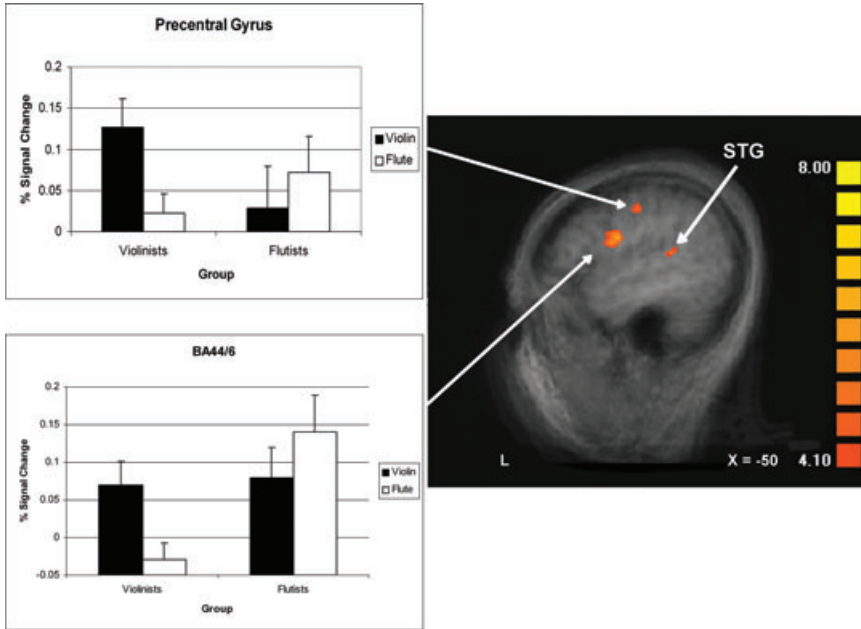 Precentral Gyrus
0.2
0.15
0.1
0.05
0
% Signal Change
Violinists
Flutists
Group
Violin
Flute
BA44/6
0.2
0.15
0.1
0.05
0
-0.05
% Signal Change
Violinists
Flutists
Group
Violin
Flute
STG
8.00
L
X = -50
4.10